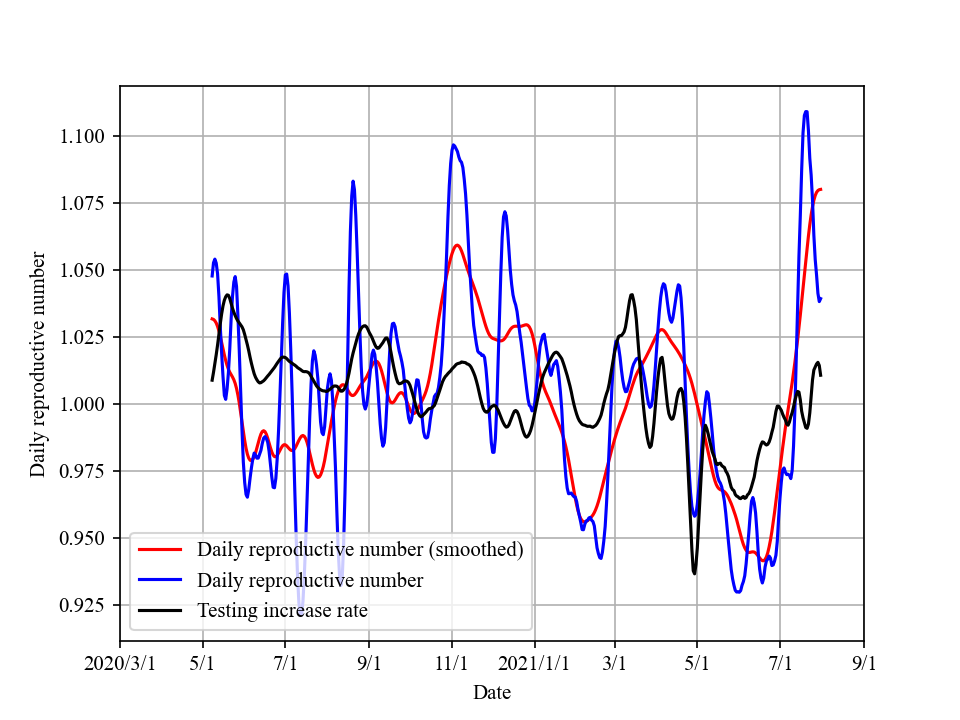 Daily reproductive number
1.100
1.075
1.050
1.025
1.000
0.975
0.950
0.925
Daily reproductive number (smoothed)
Daily reproductive number
Testing increase rate
2020/3/1 5/1 7/1 9/1 11/1 2021/1/1 3/1 5/1 7/1 9/1
Date